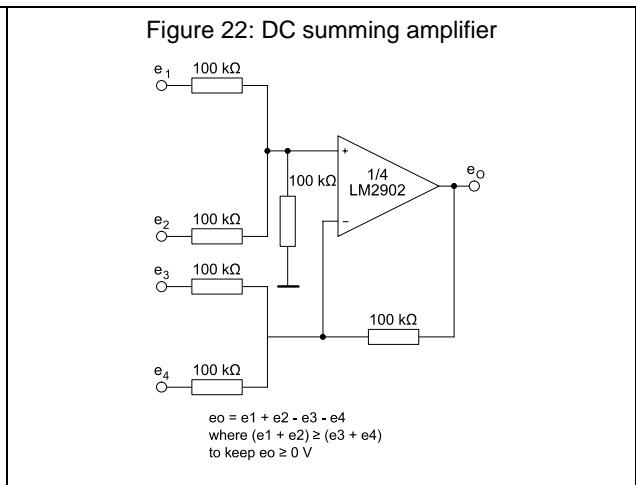 Figure 22: DC summing amplifier
e1
100 kΩ
+
1/4
LM2902
-
eO
100 kΩ
e2
100 kΩ
e3
100 kΩ
100 kΩ
e4
100 kΩ
eo = e1 + e2 - e3 - e4
where (e1 + e2) ≥ (e3 + e4)
to keep eo ≥ 0 V